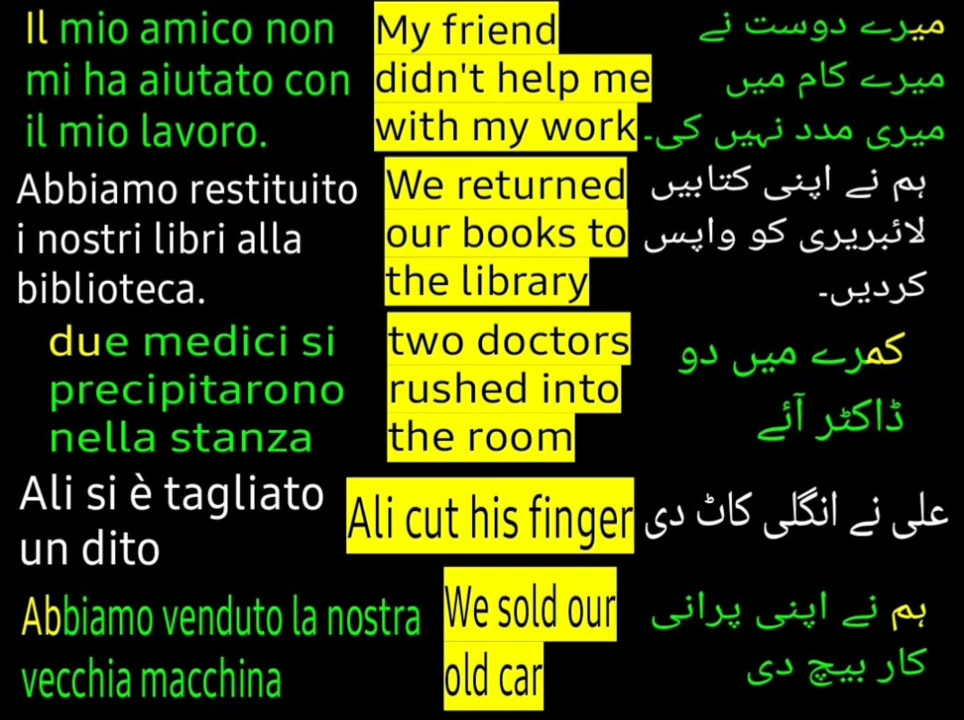 Il mio amico non
mi ha aiutato con
il mio lavoro.
My friend
didn't help me
with my work
میرے دوست نے
میرے کام میں
میری مدد نہیں کی۔
Abbiamo restituito
i nostri libri alla
biblioteca.
We returned
our books to
the library
ہم نے اپنی کتابیں
لائبریری کو واپس
کردیں۔
due medici si
precipitarono
nella stanza
two doctors
rushed into
the room
کمرے میں دو
ڈاکٹر آئے
Ali si è tagliato
un dito
Ali cut his finger
علی نے انگلی کاٹ دی
Abbiamo venduto la nostra
vecchia macchina
We sold our
old car
ہم نے اپنی پرانی
کار بیچ دی